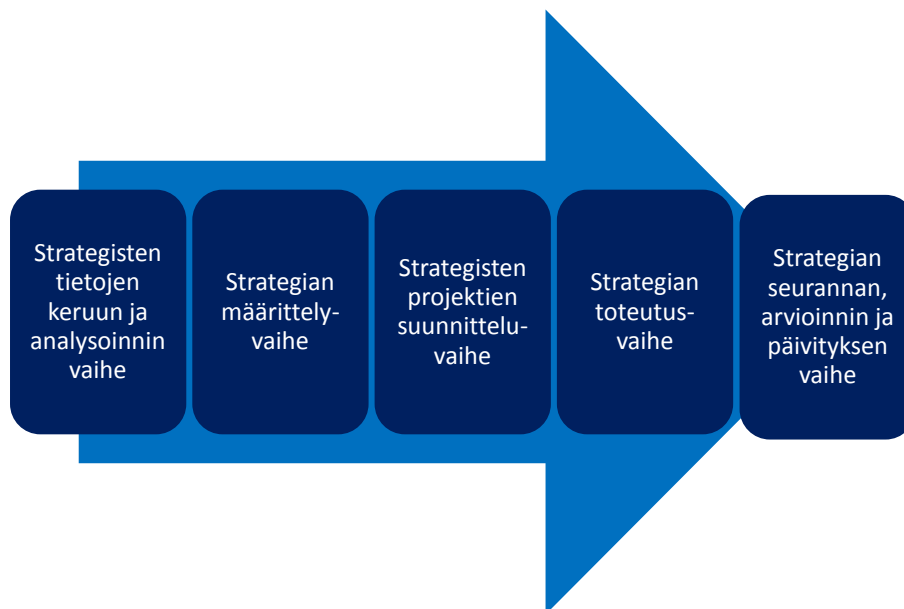 Strategisten
tietojen
keruun ja
analysoinnin
vaihe
Strategian
määrittely-
vaihe
Strategisten
projektien
suunnittelu-
vaihe
Strategian
toteutus-
vaihe
Strategian
seurannan,
arvioinnin ja
päivityksen
vaihe